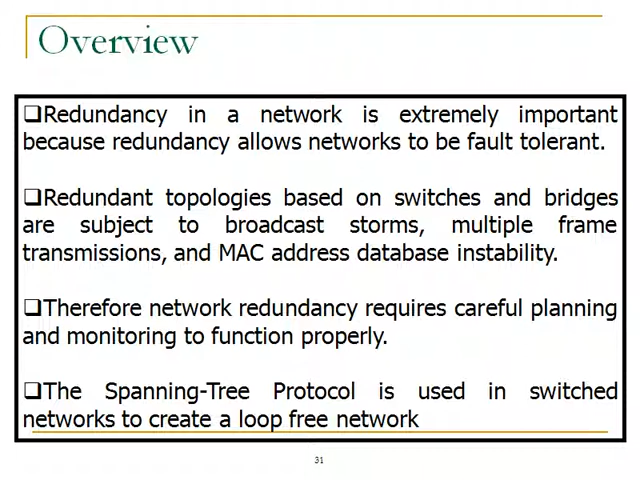 Overview
❑Redundancy in a network is extremely important
because redundancy allows networks to be fault tolerant.
❑Redundant topologies based on switches and bridges
are subject to broadcast storms, multiple frame
transmissions, and MAC address database instability.
❑Therefore network redundancy requires careful planning
and monitoring to function properly.
❑The Spanning-Tree Protocol is used in switched
networks to create a loop free network
31